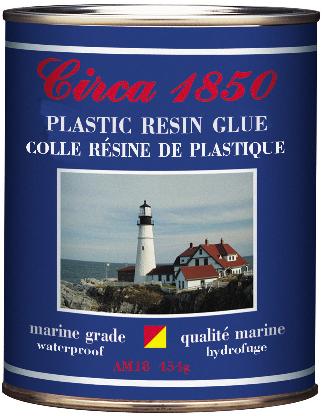 Circa 1850
PLASTIC RESIN GLUE
COLLE RÉSINE DE PLASTIQUE
marine grade qualité marine
waterproof hydrofuge
AM18 454g